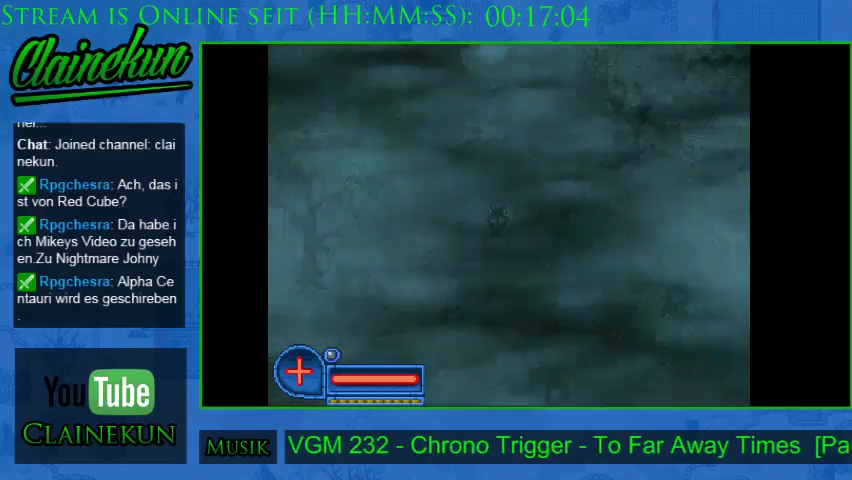 Stream is Online seit (HH:MM:SS): 00:17:04
Clainekun
Chat: Joined channel: clai
nekun.
Rpgchesra: Ach, das i
st von Red Cube?
Rpgchesra: Da habe i
ch Mikeys Video zu geseh
en.Zu Nightmare Johny
Rpgchesra: Alpha Ce
ntauri wird es geschireben
.
YouTube
Clainekun
Musik
VGM 232 - Chrono Trigger - To Far Away Times [Pa